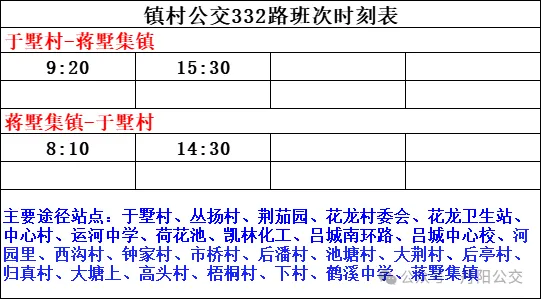 镇村公交332路班次时刻表
于墅村-蒋墅集镇
9:20 15:30
蒋墅集镇-于墅村
8:10 14:30
主要途径站点：于墅村、丛扬村、荆茄园、花龙村委会、花龙卫生站、
中心村、运河中学、荷花池、凯林化工、吕城南环路、吕城中心校、河
园里、西沟村、钟家村、市桥村、后潘村、池塘村、大荆村、后亭村、
归真村、大塘上、高头村、梧桐村、下村、鹤溪中学、蒋墅集镇
公众号·丹阳公交